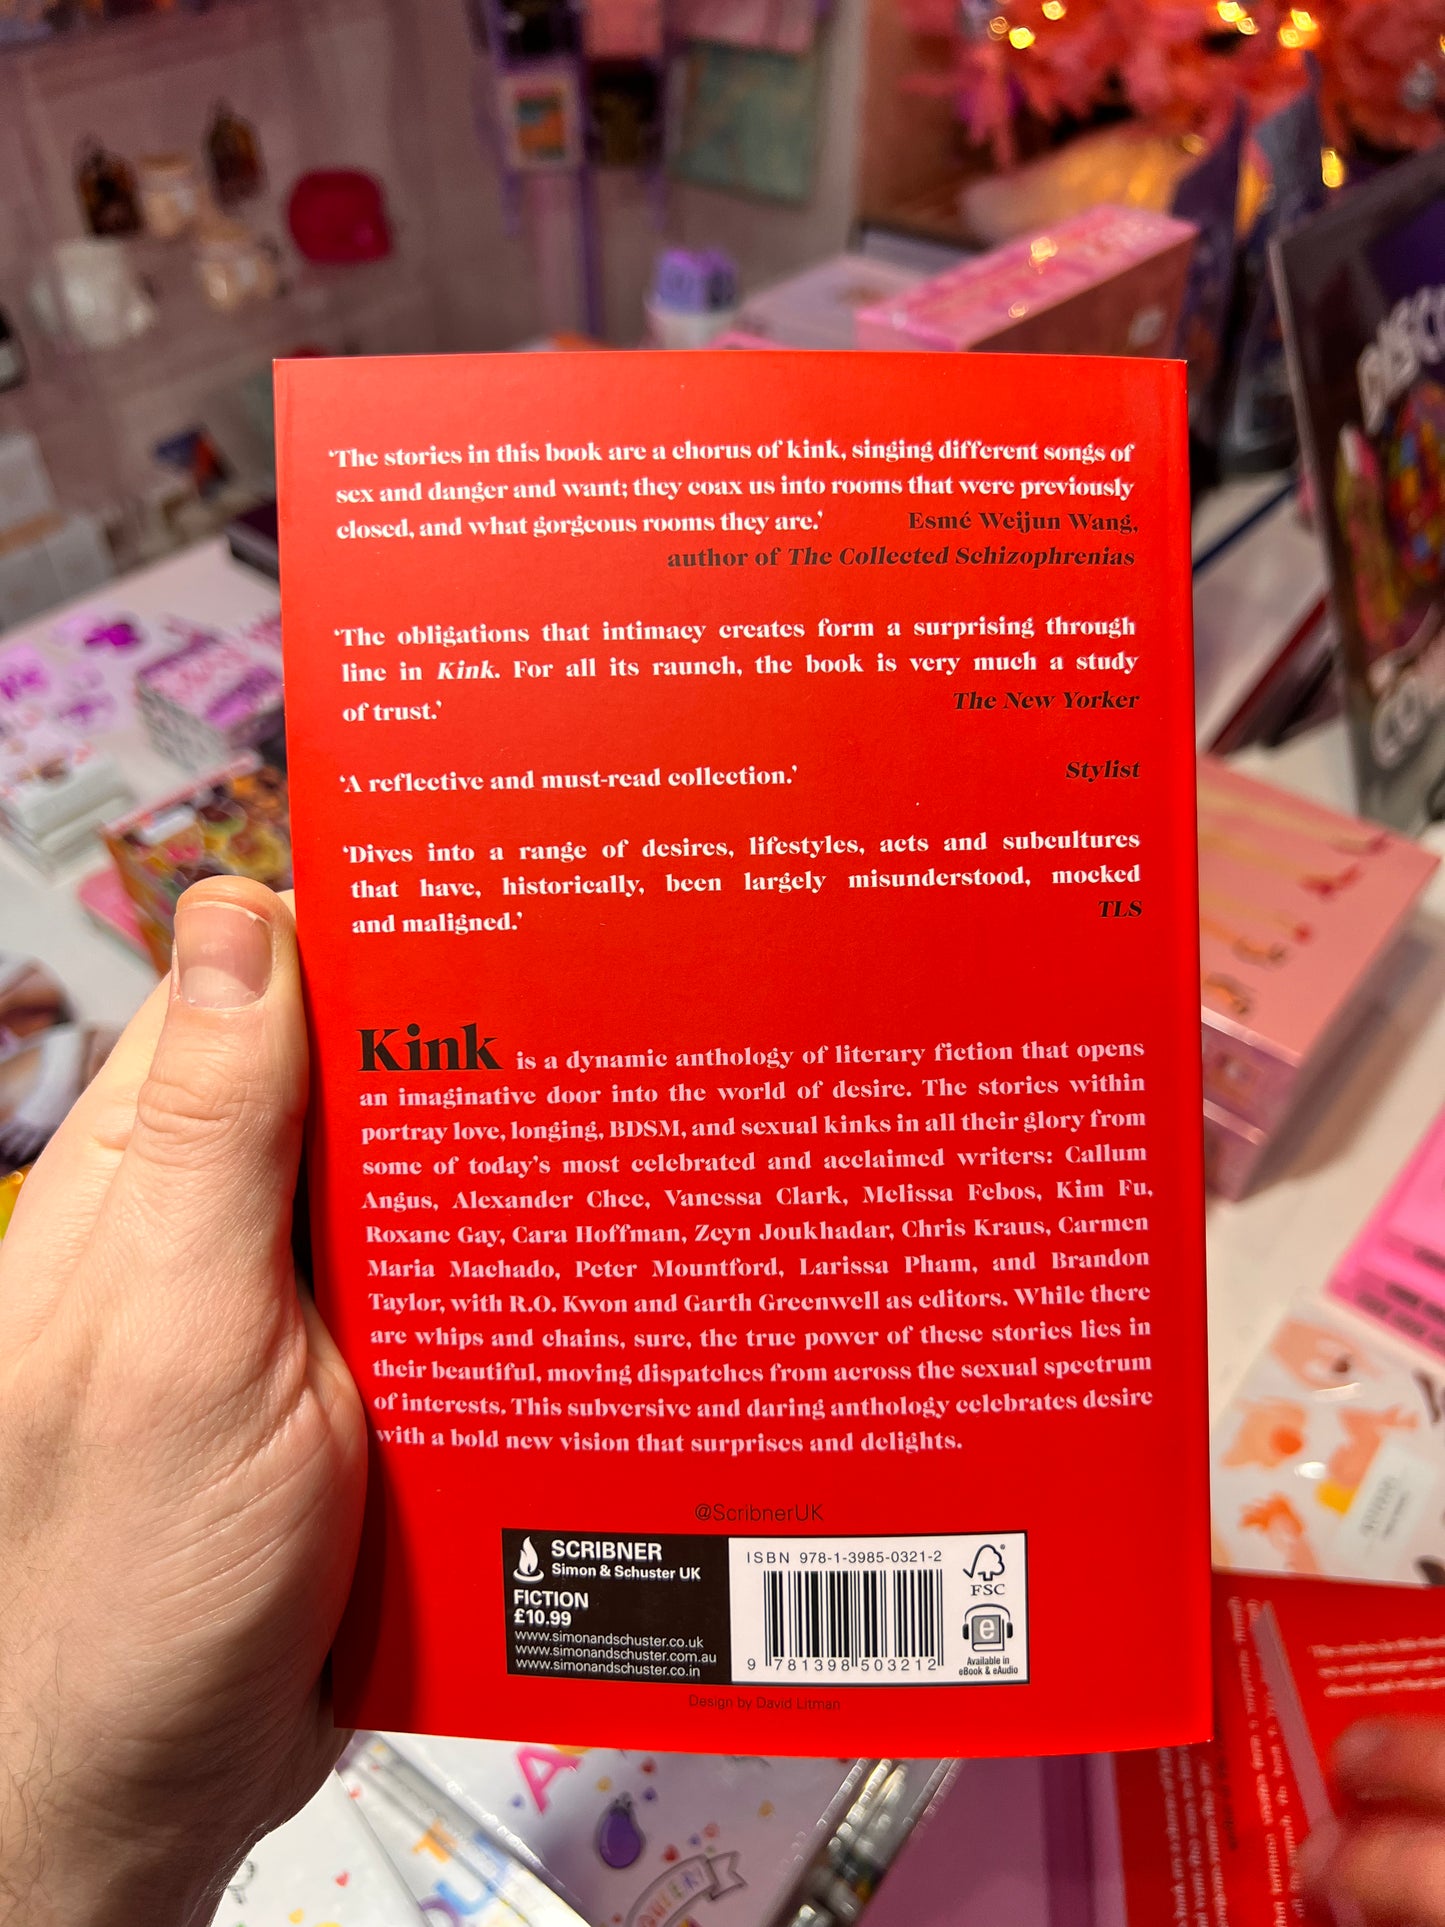 ‘The stories in this book are a chorus of kink, singing different songs of
sex and danger and want; they coax us into rooms that were previously
closed, and what gorgeous rooms they are.’ Esmé Weijun Wang,
author of The Collected Schizophrenias
‘The obligations that intimacy creates form a surprising through
line in Kink. For all its raunch, the book is very much a study
of trust.’ The New Yorker
‘A reflective and must-read collection.’ Stylist
‘Dives into a range of desires, lifestyles, acts and subcultures
that have, historically, been largely misunderstood, mocked
and maligned.’ TLS
Kink is a dynamic anthology of literary fiction that opens
an imaginative door into the world of desire. The stories within
portray love, longing, BDSM, and sexual kinks in all their glory from
some of today’s most celebrated and acclaimed writers: Callum
Angus, Alexander Chee, Vanessa Clark, Melissa Febos, Kim Fu,
Roxane Gay, Cara Hoffman, Zeyn Joukhadar, Chris Kraus, Carmen
Maria Machado, Peter Mountford, Larissa Pham, and Brandon
Taylor, with R.O. Kwon and Garth Greenwell as editors. While there
are whips and chains, sure, the true power of these stories lies in
their beautiful, moving dispatches from across the sexual spectrum
of interests. This subversive and daring anthology celebrates desire
with a bold new vision that surprises and delights.
@ScribnerUK
SCRIBNER
Simon & Schuster UK
FICTION
£10.99
www.simonandschuster.co.uk
www.simonandschuster.com.au
www.simonandschuster.co.in
ISBN 978-1-3985-0321-2
9 781398 503212
FSC
e
Available in
eBook & eAudio
Design by David Litman